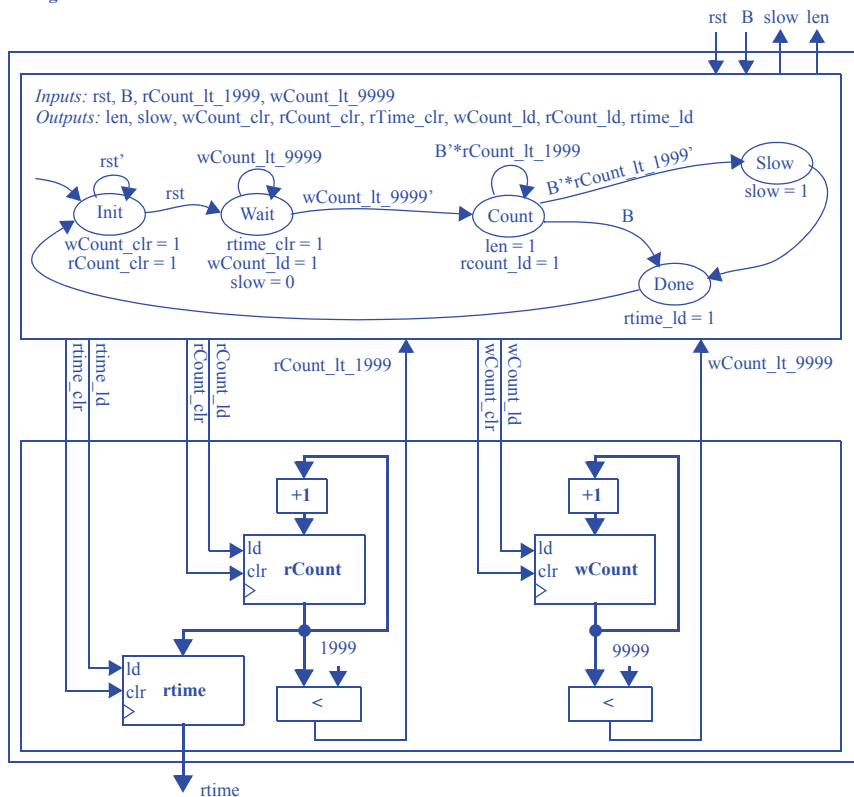 rst B slow len
Inputs: rst, B, rCount_lt_1999, wCount_lt_9999
Outputs: len, slow, wCount_clr, rCount_clr, rTime_clr, wCount_ld, rCount_ld, rtime_ld
rst’
wCount_lt_9999
B’*rCount_lt_1999
B’*rCount_lt_1999’
Slow
slow = 1
Init
rst
Wait
wCount_lt_9999’
Count
B
wCount_clr = 1
rCount_clr = 1
rtime_clr = 1
wCount_ld = 1
slow = 0
len = 1
rcount_ld = 1
Done
rtime_ld = 1
rtime_clr
rtime_ld
rCount_clr
rCount_ld
rCount_lt_1999
wCount_clr
wCount_ld
wCount_lt_9999
+1
+1
ld
clr
rCount
ld
clr
wCount
1999
9999
ld
clr
rtime
<
<
rtime